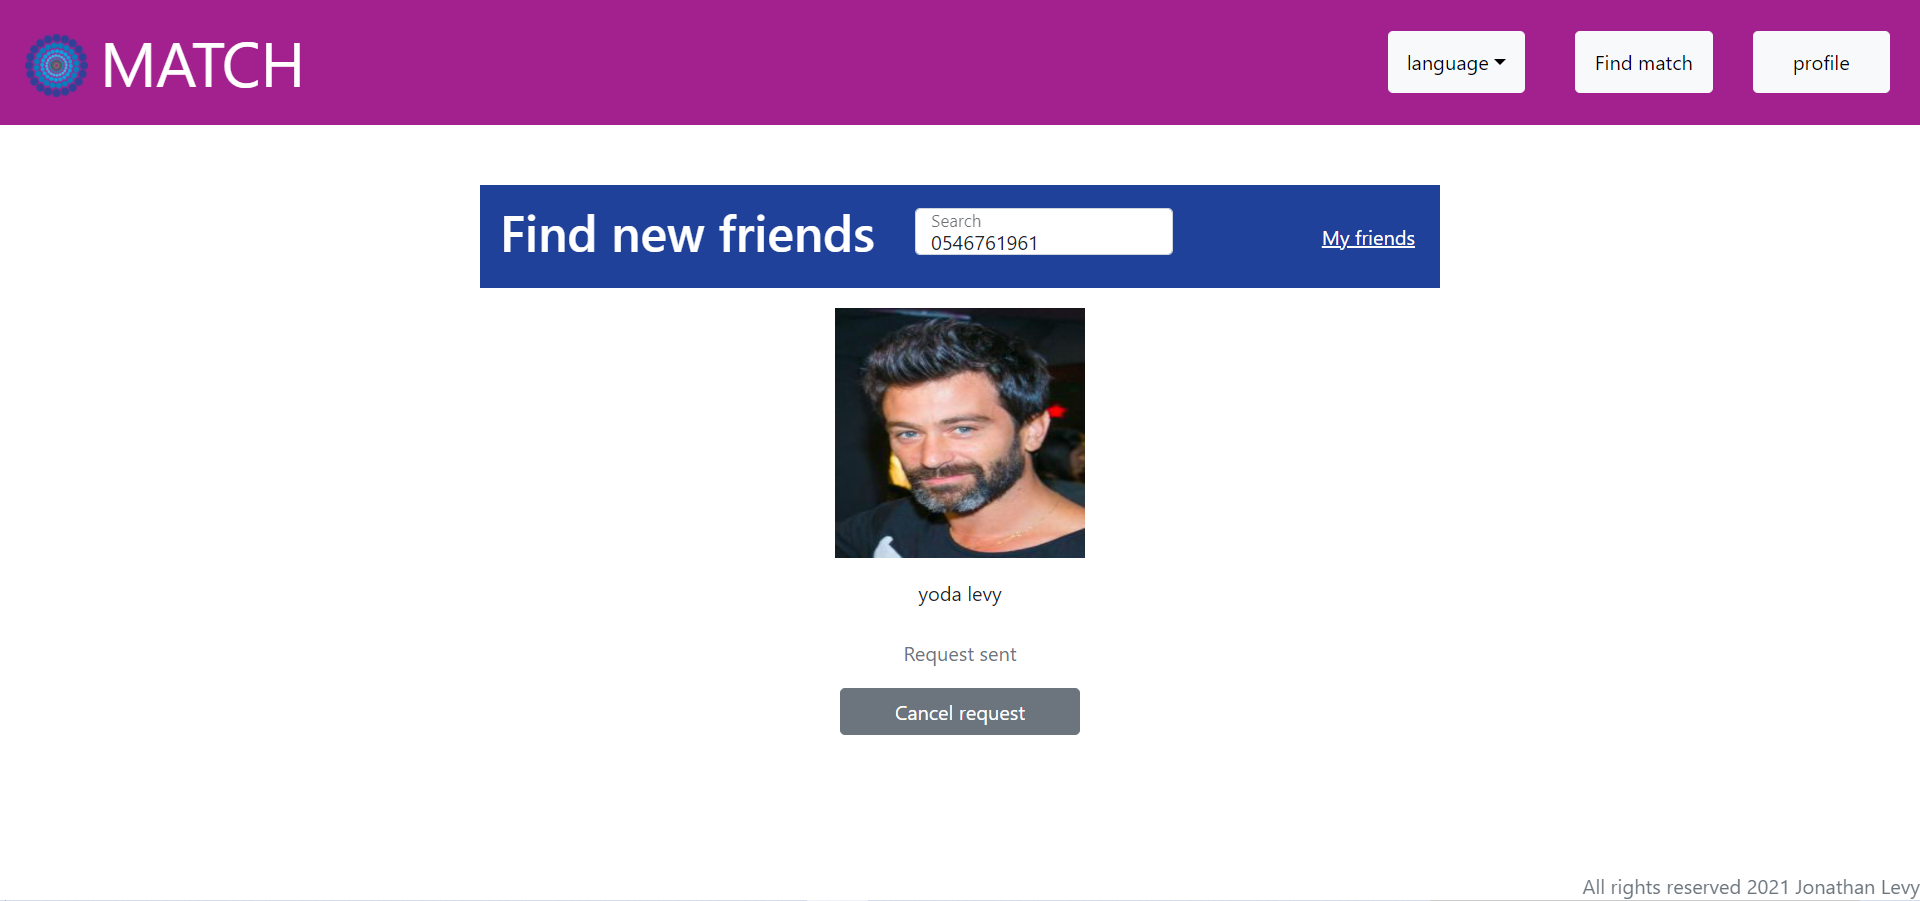 MATCH
language
Find match
profile
Find new friends
Search
0546761961
My friends
yoda levy
Request sent
Cancel request
All rights reserved 2021 Jonathan Levy